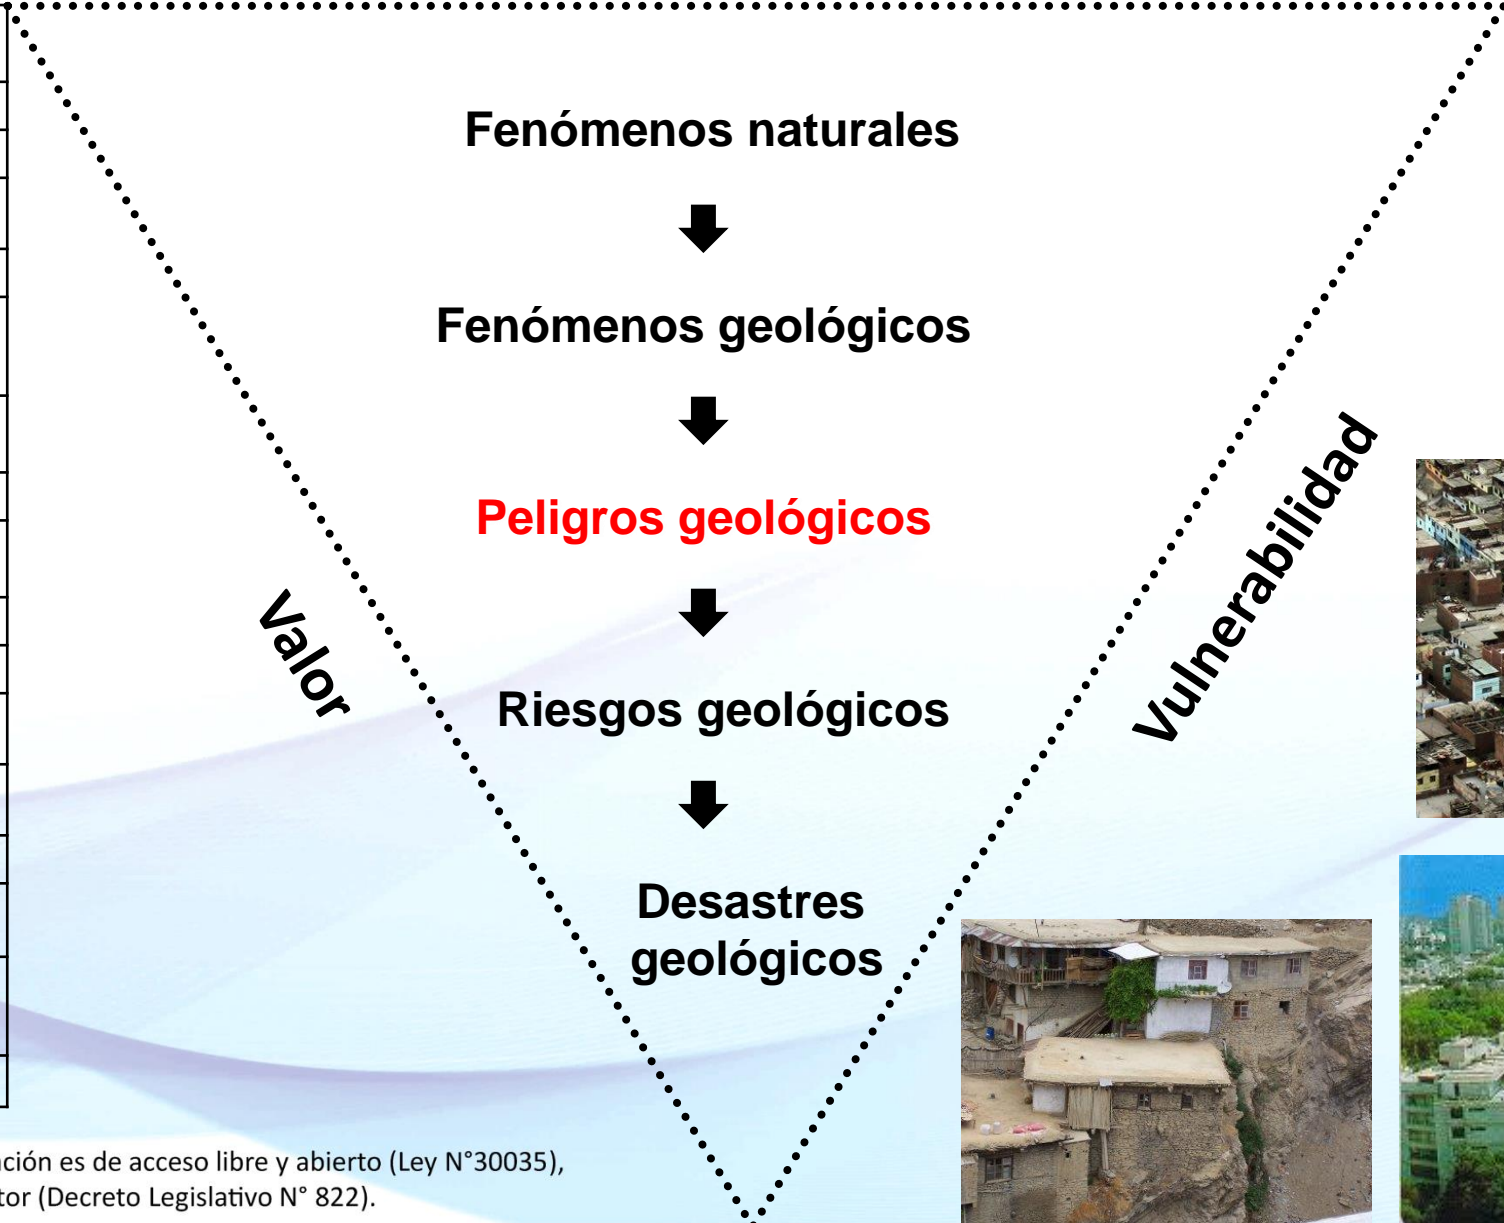 Fenómenos naturales
Fenómenos geológicos
Peligros geológicos
Valor
Vulnerabilidad
Riesgos geológicos
Desastres
geológicos
ación es de acceso libre y abierto (Ley N°30035),
tor (Decreto Legislativo N° 822).